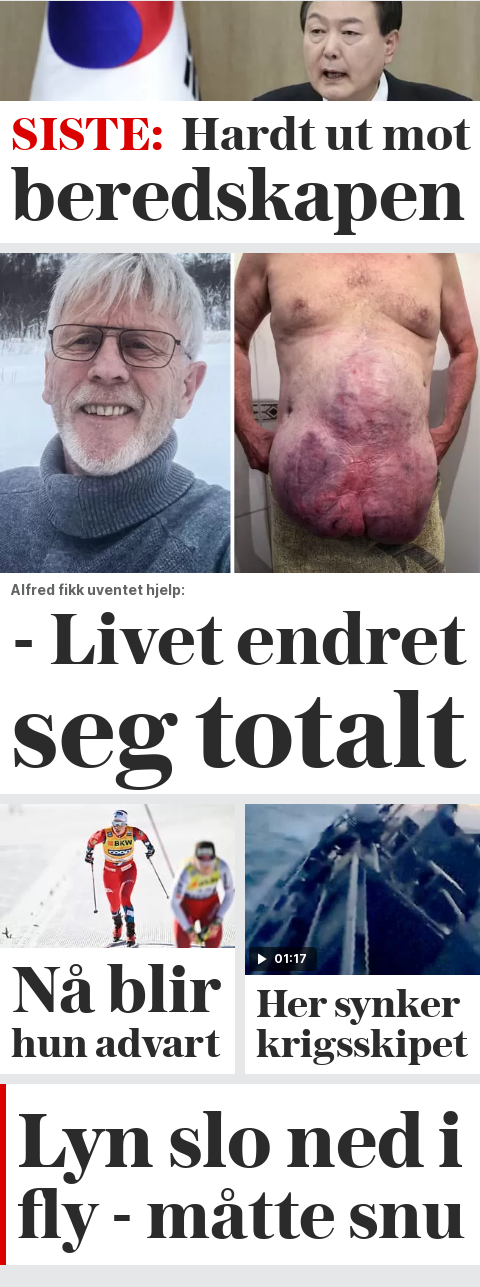 SISTE: Hardt ut mot
beredskapen
Alfred fikk uventet hjelp:
- Livet endret
seg totalt
BKW
01:17
Nå blir
hun advart
Her synker
krigsskipet
Lyn slo ned i
fly - måtte snu